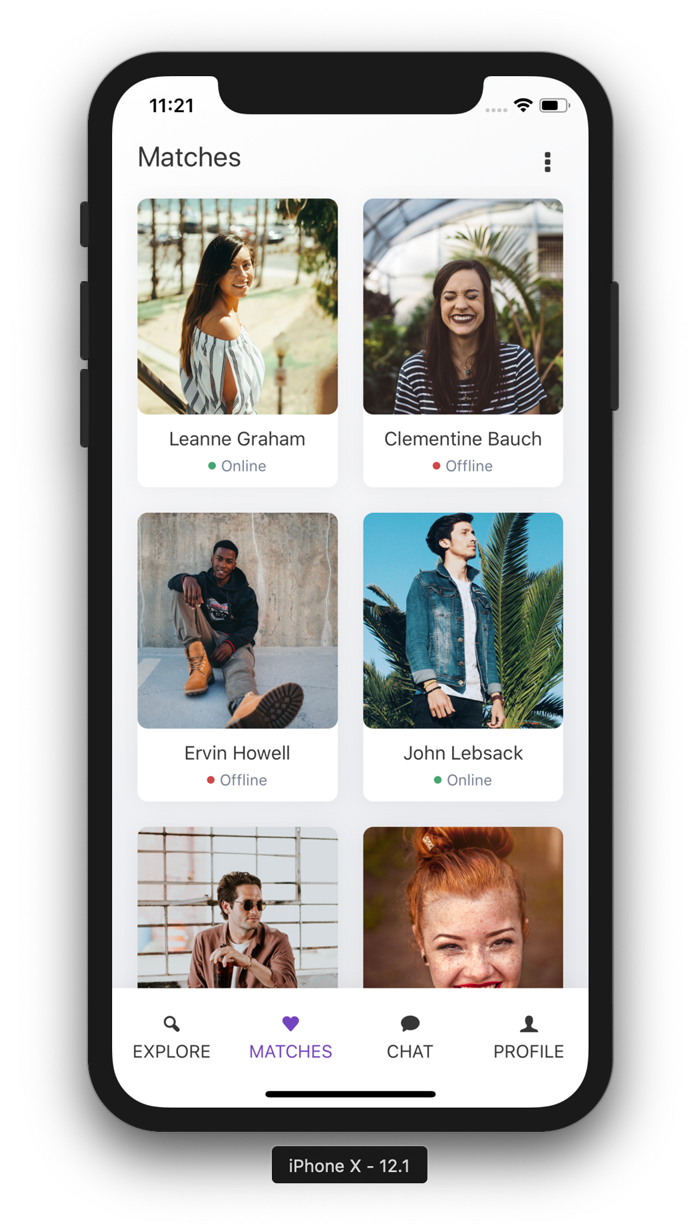 11:21
Matches
Leanne Graham
Clementine Bauch
Online
Offline
Ervin Howell
John Lebsack
Offline
Online
EXPLORE
MATCHES
CHAT
PROFILE
iPhone X - 12.1